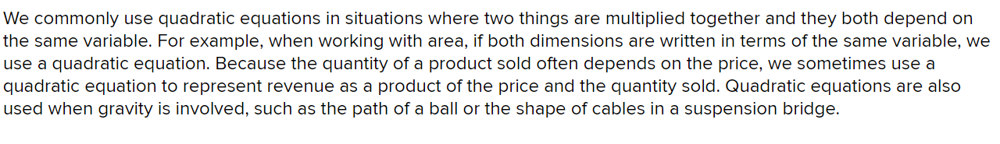 We commonly use quadratic equations in situations where two things are multiplied together and they both depend on
the same variable. For example, when working with area, if both dimensions are written in terms of the same variable, we
use a quadratic equation. Because the quantity of a product sold often depends on the price, we sometimes use a
quadratic equation to represent revenue as a product of the price and the quantity sold. Quadratic equations are also
used when gravity is involved, such as the path of a ball or the shape of cables in a suspension bridge.